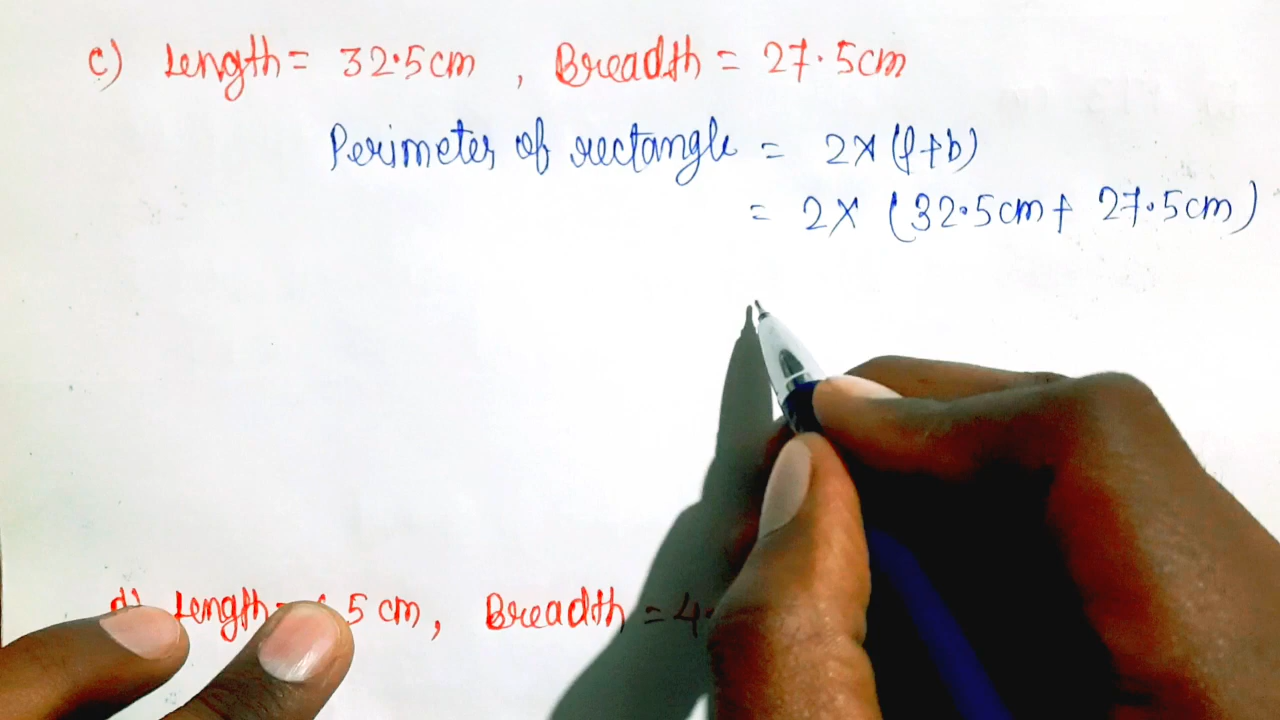 c) Length = 32.5cm , Breadth = 27.5cm
Perimeter of rectangle = 2×(l+b)
= 2× (32.5cm + 27.5cm)
d) Length= 5 cm, Breadth = 4.